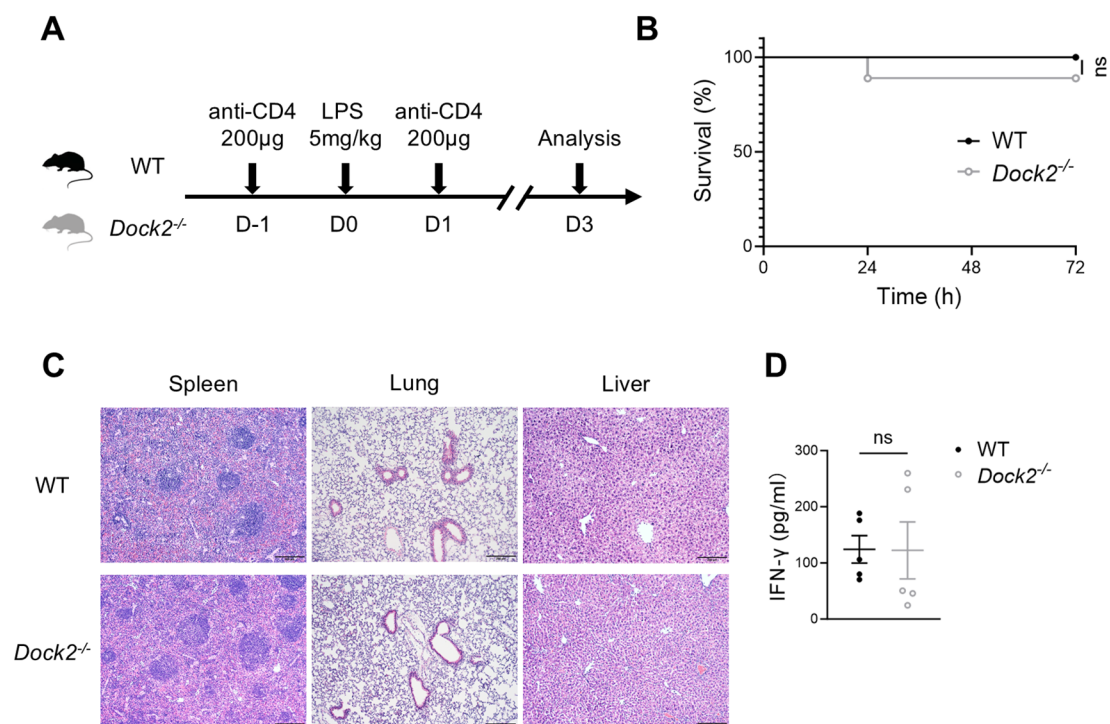 A
anti-CD4
200μg
LPS
5mg/kg
anti-CD4
200μg
Analysis
WT
Dock2-/-
D-1
D0
D1
D3
B
Survival (%)
100
50
0
0
24
48
72
Time (h)
ns
WT
Dock2-/-
C
Spleen
Lung
Liver
WT
Dock2-/-
D
ns
WT
Dock2-/-
IFN-γ (pg/ml)
300
200
100
0